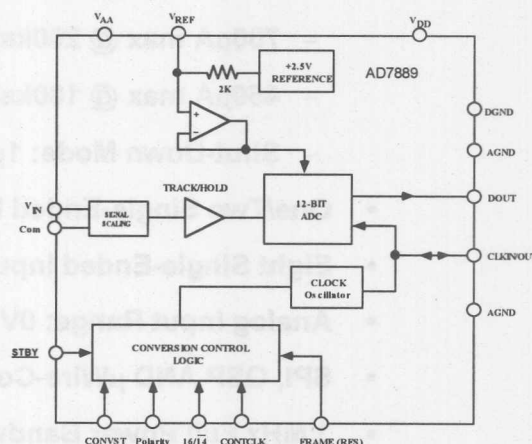 VAA
VREF
VDD
+2.5V
REFERENCE
2K
AD7889
+
-
DGND
AGND
TRACK/HOLD
VIN
Com
SIGNAL
SCALING
12-BIT
ADC
DOUT
CLKIN/OUT
CLOCK
Oscillator
AGND
STBY
CONVERSION CONTROL
LOGIC
CONVST
Polarity
16/14
CONTCLK
FRAME (RFS)